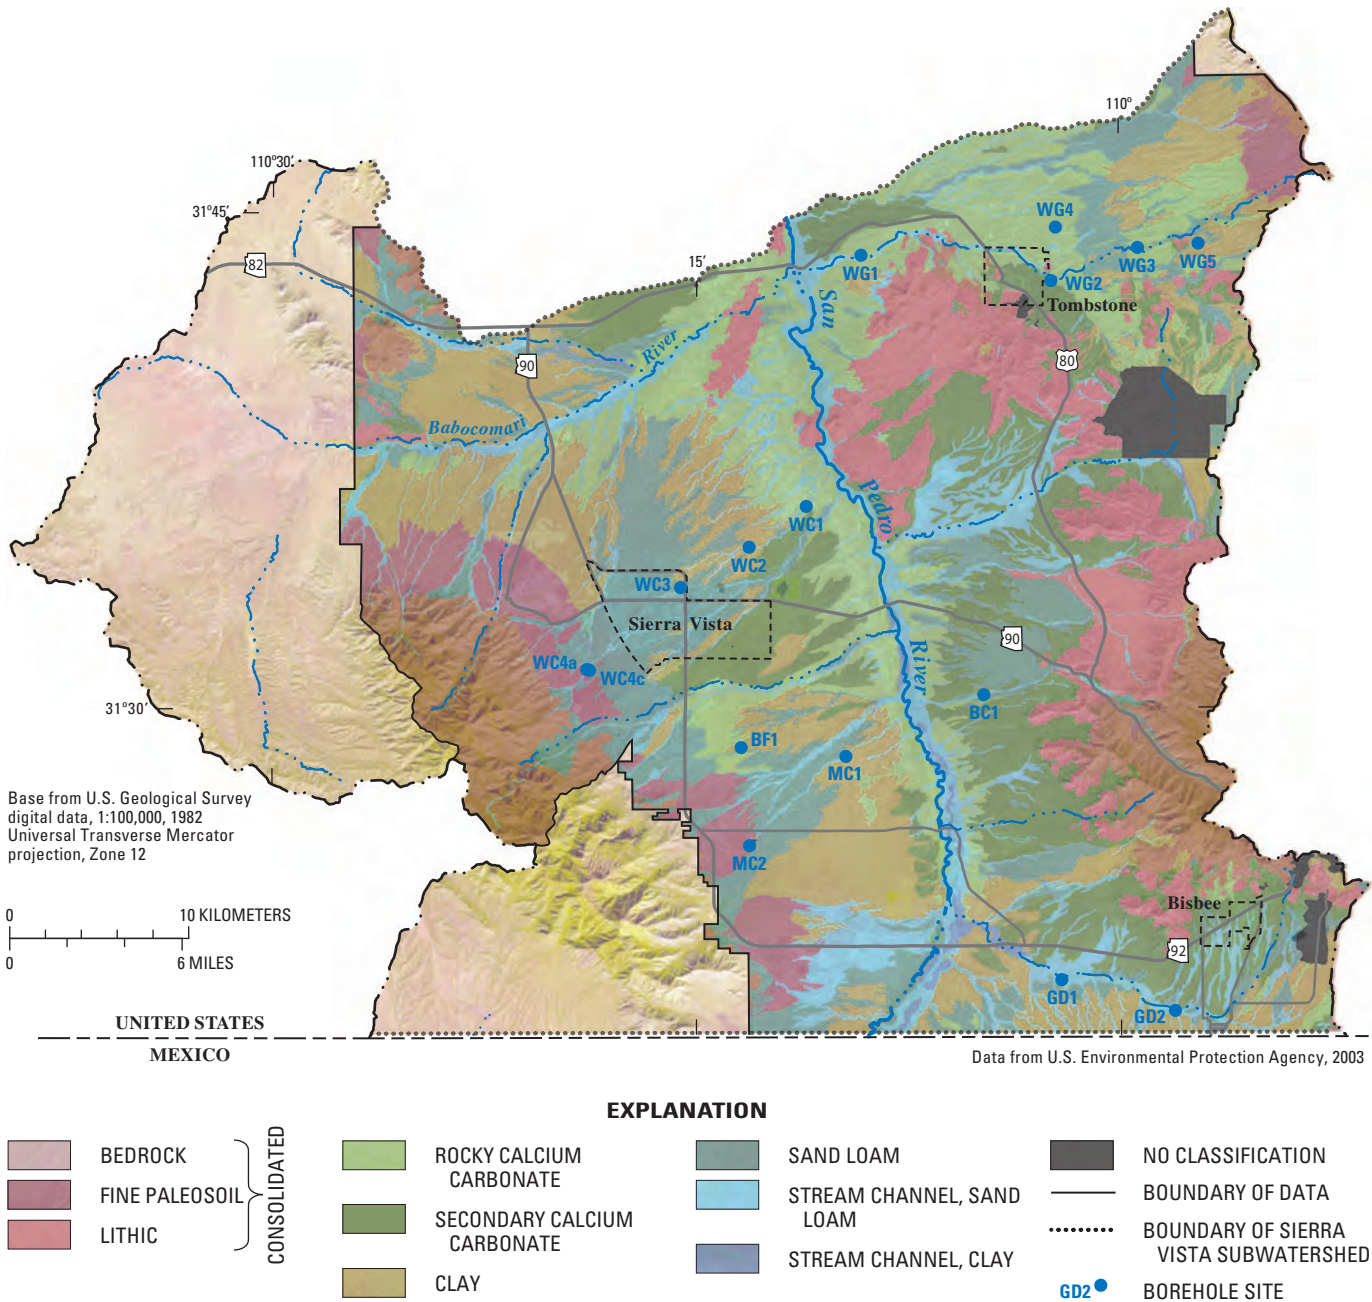 110°
110°30'
31°45'
82
15'
WG4
WG1
WG3
WG5
WG2
Tombstone
San
River
90
80
Babocomari
Pedro
WC1
WC2
WC3
Sierra Vista
90
River
WC4a
WC4c
31°30'
BC1
BF1
MC1
MC2
Base from U.S. Geological Survey
digital data, 1:100,000, 1982
Universal Transverse Mercator
projection, Zone 12
Bisbee
0 10 KILOMETERS
0 6 MILES
92
GD1
GD2
UNITED STATES
MEXICO
Data from U.S. Environmental Protection Agency, 2003
EXPLANATION
BEDROCK
FINE PALEOSOIL
LITHIC
CONSOLIDATED
ROCKY CALCIUM
CARBONATE
SECONDARY CALCIUM
CARBONATE
CLAY
SAND LOAM
STREAM CHANNEL, SAND
LOAM
STREAM CHANNEL, CLAY
NO CLASSIFICATION
BOUNDARY OF DATA
BOUNDARY OF SIERRA
VISTA SUBWATERSHED
GD2 BOREHOLE SITE